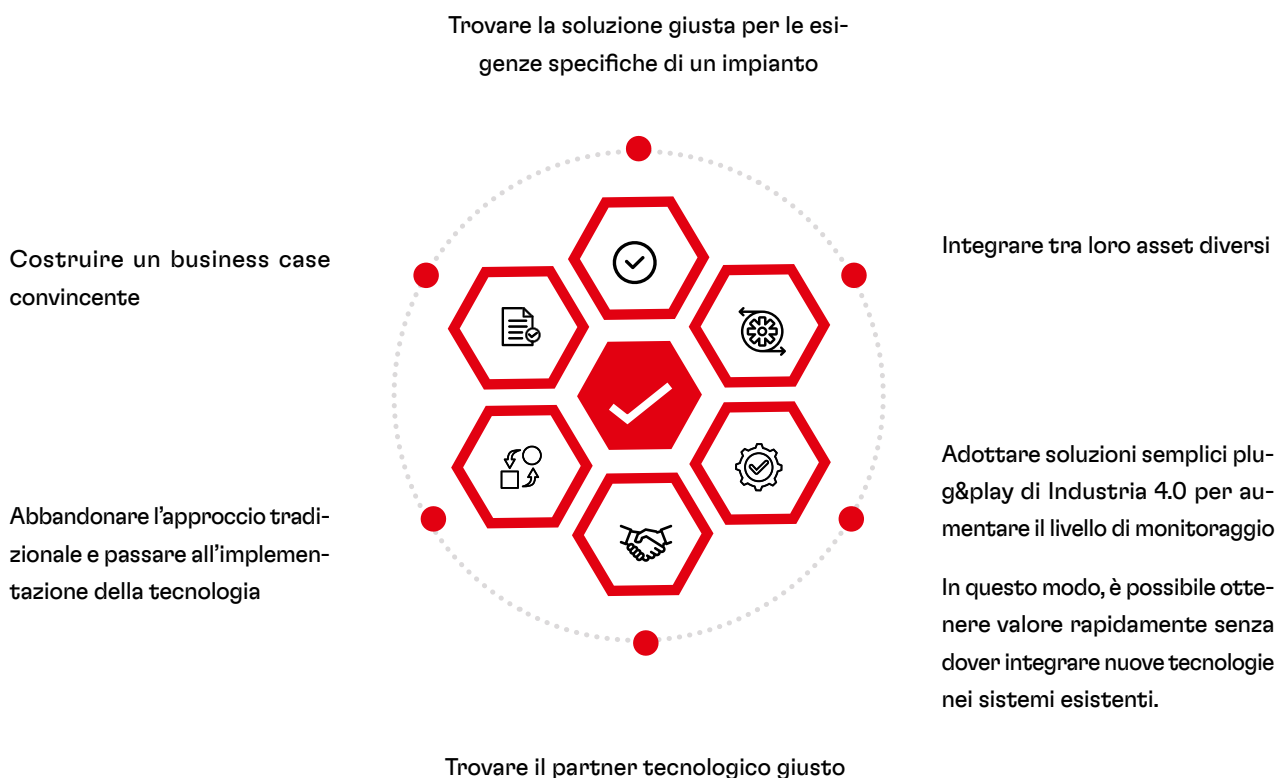 Trovare la soluzione giusta per le esi-
genze specifiche di un impianto
Integrare tra loro asset diversi
Costruire un business case
convincente
Adottare soluzioni semplici plu-
g&play di Industria 4.0 per au-
mentare il livello di monitoraggio
In questo modo, è possibile otte-
nere valore rapidamente senza
dover integrare nuove tecnologie
nei sistemi esistenti.
Abbandonare l’approccio tradi-
zionale e passare all’implemen-
tazione della tecnologia
Trovare il partner tecnologico giusto